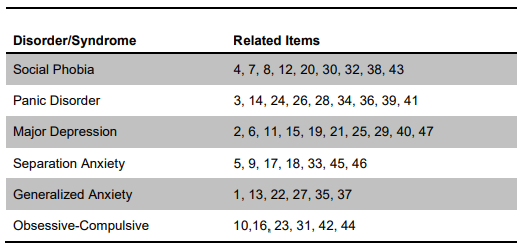 Disorder/Syndrome Related Items
Social Phobia 4, 7, 8, 12, 20, 30, 32, 38, 43
Panic Disorder 3, 14, 24, 26, 28, 34, 36, 39, 41
Major Depression 2, 6, 11, 15, 19, 21, 25, 29, 40, 47
Separation Anxiety 5, 9, 17, 18, 33, 45, 46
Generalized Anxiety 1, 13, 22, 27, 35, 37
Obsessive-Compulsive 10,16, 23, 31, 42, 44